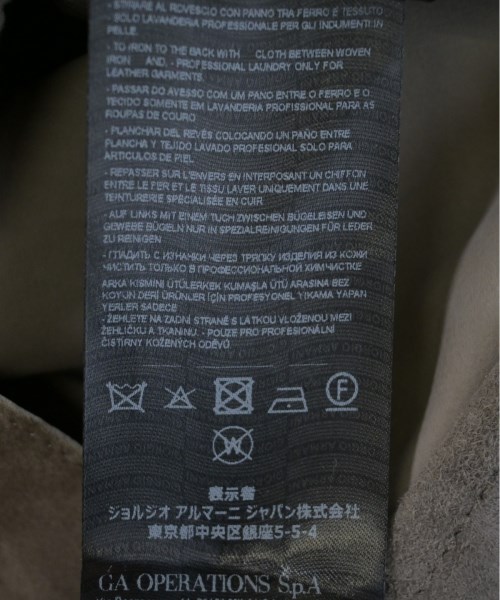 - STIRARE AL ROVESCIO CON PANNO TRA FERRO E TESSUTO
- SOLO LAVANDERIA PROFESSIONALE PER GLI INDUMENTI IN
PELLE.
- TO IRON TO THE BACK WITH CLOTH BETWEEN WOVEN
IRON AND, - PROFESSIONAL LAUNDRY ONLY FOR
LEATHER GARMENTS.
- PASSAR DO AVESSO COM UM PANO ENTRE O FERRO E O
TECIDO SOMENTE EM LAVANDERIA PROFISSIONAL PARA AS
ROUPAS DE COURO
- PLANCHAR DEL REVÉS COLOCANDO UN PAÑO ENTRE
PLANCHA Y TEJIDO LAVADO PROFESIONAL SOLO PARA
ARTICULOS DE PIEL
- REPASSER SUR L'ENVERS EN INTERPOSANT UN CHIFFON
ENTRE LE FER ET LE TISSU LAVER UNIQUEMENT DANS UNE
TEINTURERIE SPÉCIALISÉE EN CUIR
- AUF LINKS MIT EINEM TUCH ZWISCHEN BÜGELEISEN UND
GEWEBE BÜGELN NUR IN SPEZIALREINIGUNGEN FÜR LEDER
ZU REINIGEN
- ГЛАДИТЬ С ИЗНАНКИ ЧЕРЕЗ ТРЯПКУ ИЗДЕЛИЯ ИЗ КОЖИ
ЧИСТИТЬ ТОЛЬКО В ПРОФЕССИОНАЛЬНОЙ ХИМЧИСТКЕ
ARKA KISMINI ÜTÜLERKEK KUMAŞLA ÜTÜ ARASINA BEZ
KOYUN DERİ ÜRÜNLER İÇİN PROFESYONEL YIKAMA YAPAN
YERLER SADECE
- ŽEHLETE NA ZADNÍ STRANĚ S LÁTKOU VLOŽENOU MEZI
ŽEHLIČKU A TKANINU. - POUZE PRO PROFESIONÁLNÍ
ČISTÍRNY KOŽENÝCH ODĚVŮ
F
W
表示者
ジョルジオ アルマーニ ジャパン株式会社
東京都中央区銀座5-5-4
GA OPERATIONS S.p.A